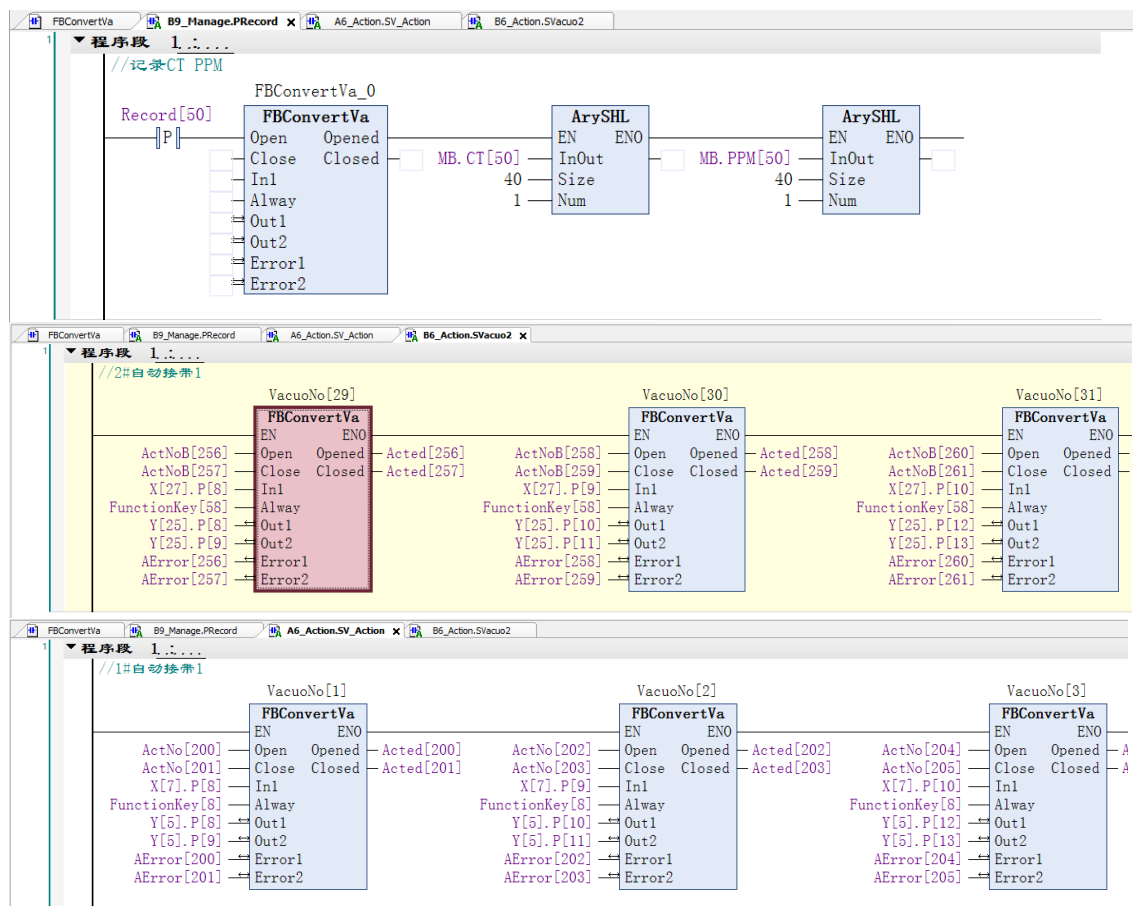 FBConvertVa B9_Manage.PRecord x A6_Action.SV_Action B6_Action.SVacuo2
1 程序段 1.:....
//记录CT PPM
FBConvertVa_0
Record[50] FBConvertVa ArySHL ArySHL
P Open Opened EN ENO EN ENO
Close Closed MB.CT[50] InOut MB.PPM[50] InOut
In1 40 Size 40 Size
Alway 1 Num 1 Num
Out1
Out2
Error1
Error2
FBConvertVa B9_Manage.PRecord A6_Action.SV_Action B6_Action.SVacuo2 x
1 程序段 1.:....
//2#自动接带1
VacuoNo[29] VacuoNo[30] VacuoNo[31]
FBConvertVa FBConvertVa FBConvertVa
EN ENO EN ENO EN ENO
ActNoB[256] Open Opened Acted[256] ActNoB[258] Open Opened Acted[258] ActNoB[260] Open Opened
ActNoB[257] Close Closed Acted[257] ActNoB[259] Close Closed Acted[259] ActNoB[261] Close Closed
X[27].P[8] In1 X[27].P[9] In1 X[27].P[10] In1
FunctionKey[58] Alway FunctionKey[58] Alway FunctionKey[58] Alway
Y[25].P[8] Out1 Y[25].P[10] Out1 Y[25].P[12] Out1
Y[25].P[9] Out2 Y[25].P[11] Out2 Y[25].P[13] Out2
AError[256] Error1 AError[258] Error1 AError[260] Error1
AError[257] Error2 AError[259] Error2 AError[261] Error2
FBConvertVa B9_Manage.PRecord A6_Action.SV_Action x B6_Action.SVacuo2
1 程序段 1.:....
//1#自动接带1
VacuoNo[1] VacuoNo[2] VacuoNo[3]
FBConvertVa FBConvertVa FBConvertVa
EN ENO EN ENO EN ENO
ActNo[200] Open Opened Acted[200] ActNo[202] Open Opened Acted[202] ActNo[204] Open Opened A
ActNo[201] Close Closed Acted[201] ActNo[203] Close Closed Acted[203] ActNo[205] Close Closed A
X[7].P[8] In1 X[7].P[9] In1 X[7].P[10] In1
FunctionKey[8] Alway FunctionKey[8] Alway FunctionKey[8] Alway
Y[5].P[8] Out1 Y[5].P[10] Out1 Y[5].P[12] Out1
Y[5].P[9] Out2 Y[5].P[11] Out2 Y[5].P[13] Out2
AError[200] Error1 AError[202] Error1 AError[204] Error1
AError[201] Error2 AError[203] Error2 AError[205] Error2